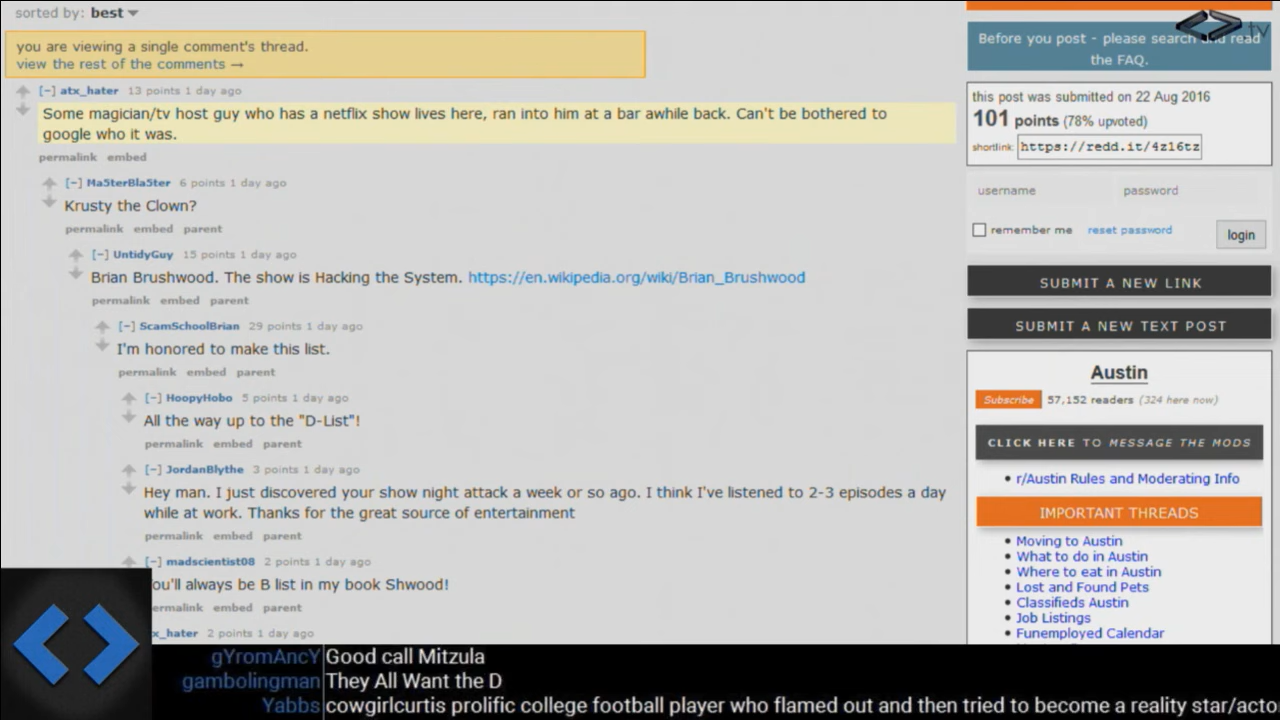 sorted by: best
you are viewing a single comment's thread.
view the rest of the comments →
[–] atx_hater 13 points 1 day ago
Some magician/tv host guy who has a netflix show lives here, ran into him at a bar awhile back. Can't be bothered to
google who it was.
permalink embed
[–] Ma5terBla5ter 6 points 1 day ago
Krusty the Clown?
permalink embed parent
[–] UntidyGuy 15 points 1 day ago
Brian Brushwood. The show is Hacking the System. https://en.wikipedia.org/wiki/Brian_Brushwood
permalink embed parent
[–] ScamSchoolBrian 29 points 1 day ago
I'm honored to make this list.
permalink embed parent
[–] HoopyHobo 5 points 1 day ago
All the way up to the "D-List"!
permalink embed parent
[–] JordanBlythe 3 points 1 day ago
Hey man. I just discovered your show night attack a week or so ago. I think I've listened to 2-3 episodes a day
while at work. Thanks for the great source of entertainment
permalink embed parent
[–] madscientist08 2 points 1 day ago
ou'll always be B list in my book Shwood!
ermalink embed parent
x_hater 2 points 1 day ago
tv
Before you post - please search and read
the FAQ.
this post was submitted on 22 Aug 2016
101 points (78% upvoted)
shortlink: https://redd.it/4z16tz
username password
remember me reset password login
SUBMIT A NEW LINK
SUBMIT A NEW TEXT POST
Austin
Subscribe 57,152 readers (324 here now)
CLICK HERE TO MESSAGE THE MODS
r/Austin Rules and Moderating Info
IMPORTANT THREADS
Moving to Austin
What to do in Austin
Where to eat in Austin
Lost and Found Pets
Classifieds Austin
Job Listings
Funemployed Calendar
gYromAncY Good call Mitzula
gambolingman They All Want the D
Yabbs cowgirlcurtis prolific college football player who flamed out and then tried to become a reality star/acto